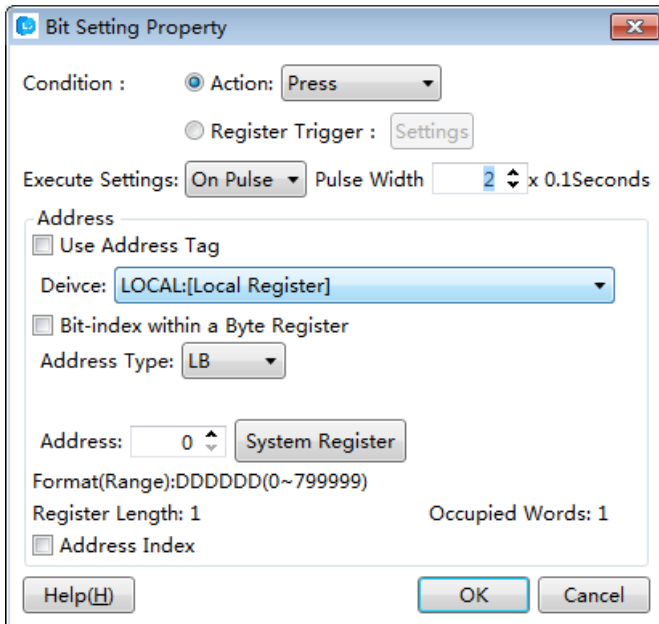 Bit Setting Property
Condition : Action: Press
Register Trigger : Settings
Execute Settings: On Pulse Pulse Width 2 x 0.1Seconds
Address
Use Address Tag
Deivce: LOCAL:[Local Register]
Bit-index within a Byte Register
Address Type: LB
Address: 0 System Register
Format(Range):DDDDDD(0~799999)
Register Length: 1 Occupied Words: 1
Address Index
Help(H) OK Cancel